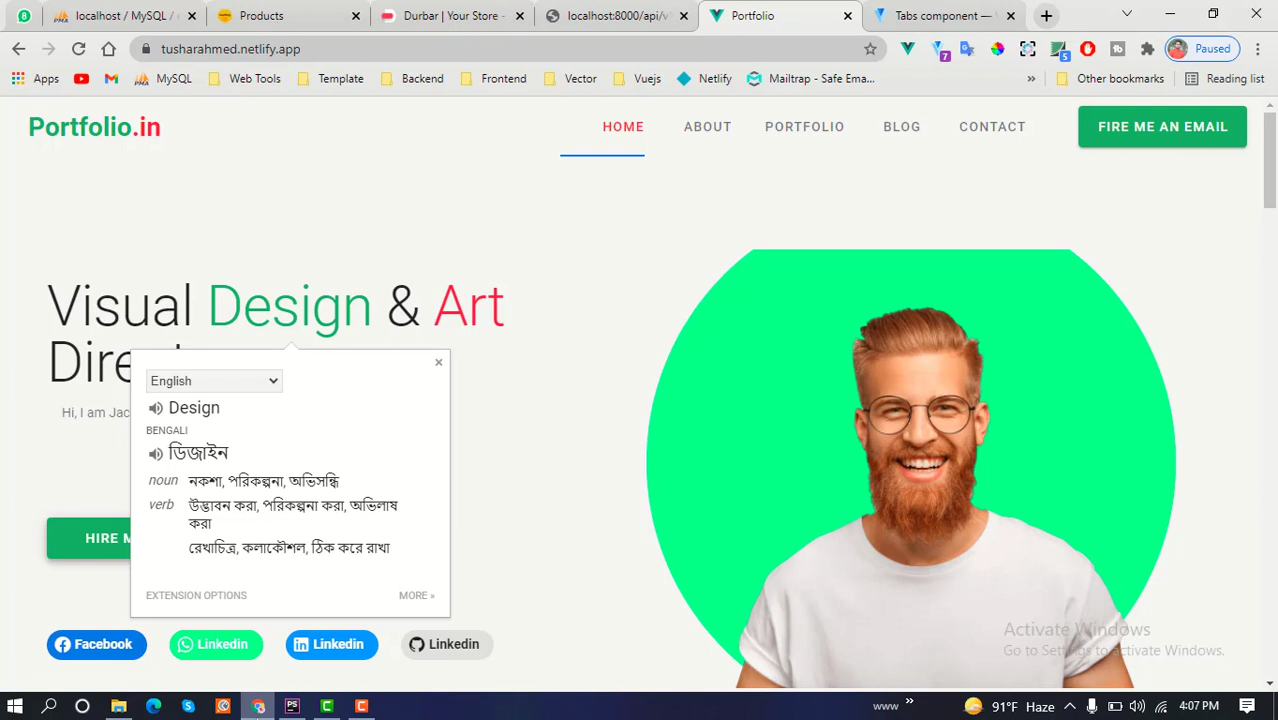 localhost / MySQL /
Products
Durbar | Your Store -
localhost:8000/api/v
Portfolio
Tabs component —
tusharahmed.netlify.app
7
5
Paused
Apps
MySQL
Web Tools
Template
Backend
Frontend
Vector
Vuejs
Netlify
Mailtrap - Safe Ema...
»
Other bookmarks
Reading list
Portfolio.in
HOME
ABOUT
PORTFOLIO
BLOG
CONTACT
FIRE ME AN EMAIL
Visual Design & Art
Hi, I am Jac
English
Design
BENGALI
ডিজাইন
noun নকশা, পরিকল্পনা, অভিসন্ধি
verb উদ্ভাবন করা, পরিকল্পনা করা, অভিলাষ
করা
রেখাচিত্র, কলাকৌশল, ঠিক করে রাখা
EXTENSION OPTIONS
MORE »
HIRE
Facebook
Linkedin
Linkedin
Linkedin
Activate Windows
Go to Settings to activate Windows.
www »
91°F Haze
4:07 PM